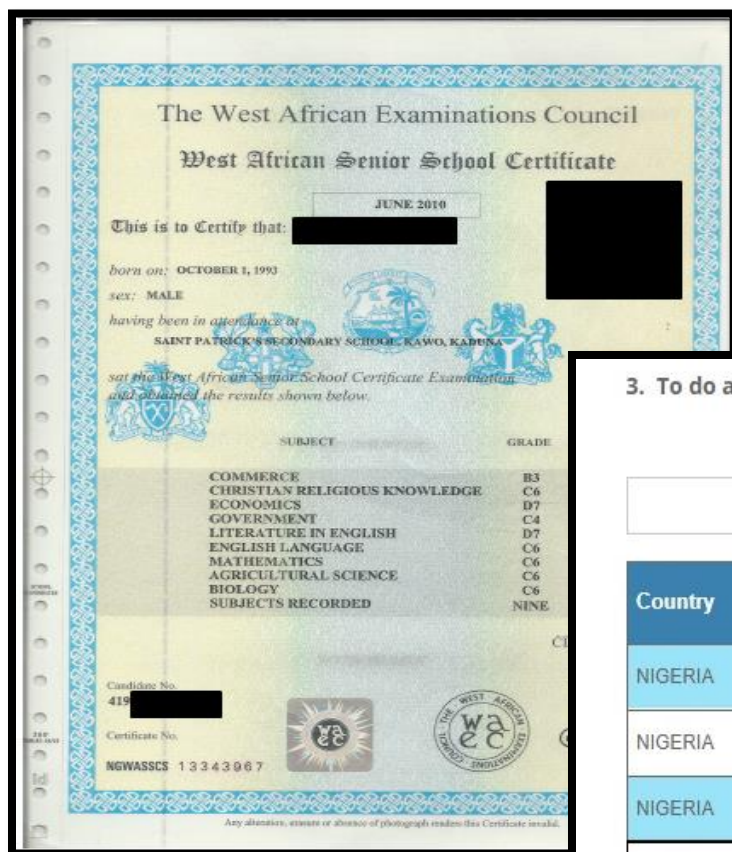 The West African Examinations Council
West African Senior School Certificate
JUNE 2010
This is to Certify that:
born on: OCTOBER 1, 1993
sex: MALE
having been in attendance at
SAINT PATRICK'S SECONDARY SCHOOL, KAWO, KADUNA
sat the West African Senior School Certificate Examination
and obtained the results shown below.
SUBJECT GRADE
COMMERCE B3
CHRISTIAN RELIGIOUS KNOWLEDGE C6
ECONOMICS D7
GOVERNMENT C4
LITERATURE IN ENGLISH D7
ENGLISH LANGUAGE C6
MATHEMATICS C6
AGRICULTURAL SCIENCE C6
BIOLOGY C6
SUBJECTS RECORDED NINE
Candidate No.
419
Certificate No.
NGWASSCS 13343967
waec
WEST AFRICAN EXAMINATIONS COUNCIL
wa
ec
Any alteration, erasure or absence of photograph renders this Certificate invalid.
3. To do a
Country
NIGERIA
NIGERIA
NIGERIA